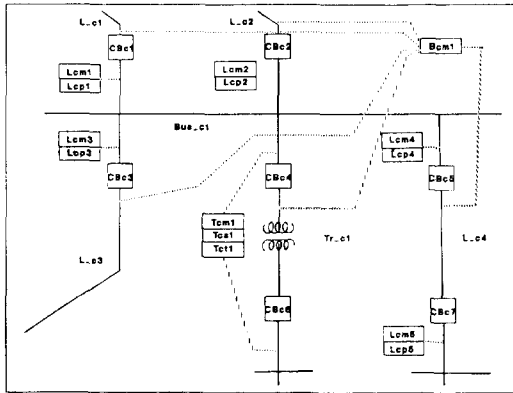 L_c1
L_c2
CBc1
CBc2
Bcm1
Lcm1
Lcp1
Lcm2
Lcp2
Bus_c1
Lcm3
Lcp3
Lcm4
Lcp4
CBc3
CBc4
CBc5
Tcm1
Tca1
Tct1
Tr_c1
L_c4
L_c3
CBc6
CBc7
Lcm5
Lcp5